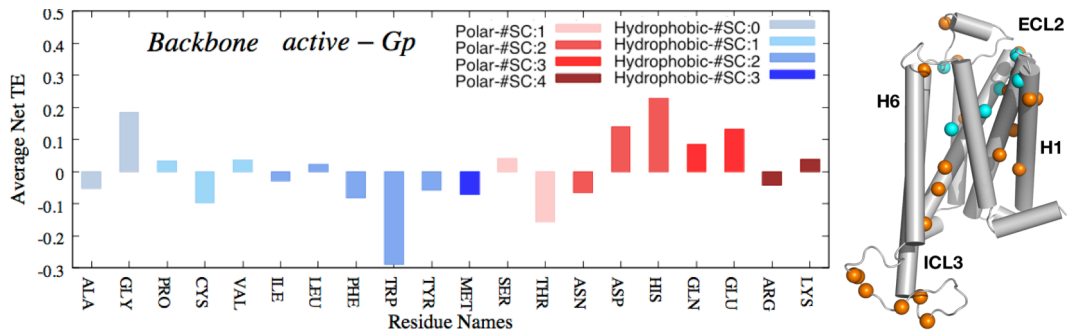 Backbone active – Gp
Polar-#SC:1
Polar-#SC:2
Polar-#SC:3
Polar-#SC:4
Hydrophobic-#SC:0
Hydrophobic-#SC:1
Hydrophobic-#SC:2
Hydrophobic-#SC:3
Average Net TE
0.5
0.4
0.3
0.2
0.1
0
-0.1
-0.2
-0.3
ALA
GLY
PRO
CYS
VAL
ILE
LEU
PHE
TRP
TYR
MET
SER
THR
ASN
ASP
HIS
GLN
GLU
ARG
LYS
Residue Names
ECL2
H6
H1
ICL3